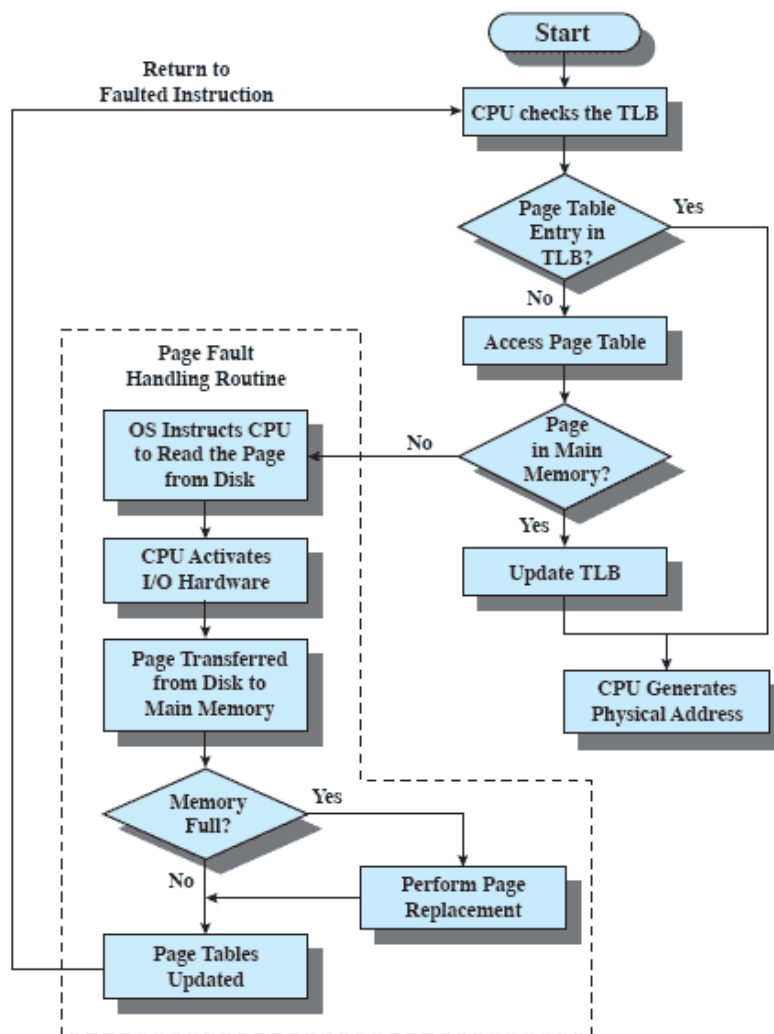 Start
Return to
Faulted Instruction
CPU checks the TLB
Page Table
Entry in
TLB?
Yes
No
Access Page Table
Page Fault
Handling Routine
Page
in Main
Memory?
No
Yes
OS Instructs CPU
to Read the Page
from Disk
CPU Activates
I/O Hardware
Update TLB
Page Transferred
from Disk to
Main Memory
CPU Generates
Physical Address
Memory
Full?
Yes
No
Perform Page
Replacement
Page Tables
Updated